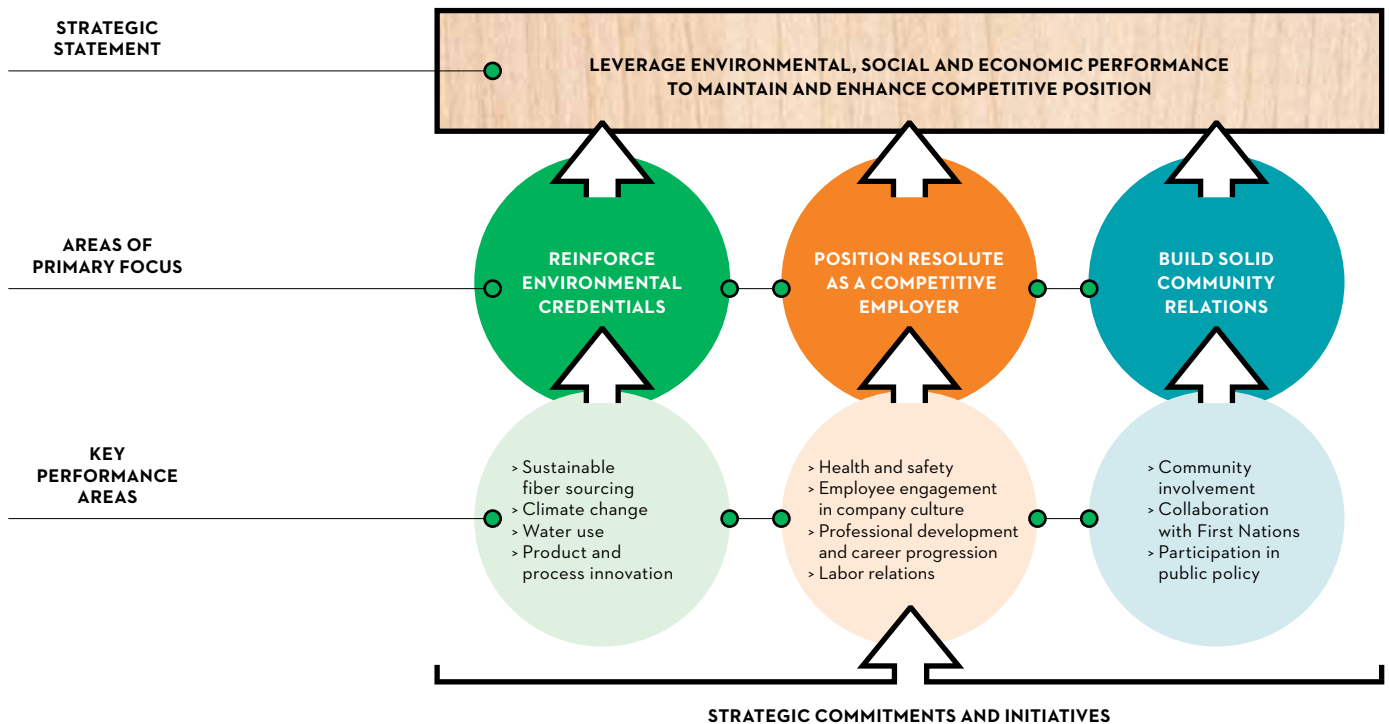 STRATEGIC
STATEMENT
LEVERAGE ENVIRONMENTAL, SOCIAL AND ECONOMIC PERFORMANCE
TO MAINTAIN AND ENHANCE COMPETITIVE POSITION
AREAS OF
PRIMARY FOCUS
REINFORCE
ENVIRONMENTAL
CREDENTIALS
POSITION RESOLUTE
AS A COMPETITIVE
EMPLOYER
BUILD SOLID
COMMUNITY
RELATIONS
KEY
PERFORMANCE
AREAS
> Sustainable
fiber sourcing
> Climate change
> Water use
> Product and
process innovation
> Health and safety
> Employee engagement
in company culture
> Professional development
and career progression
> Labor relations
> Community
involvement
> Collaboration
with First Nations
> Participation in
public policy
STRATEGIC COMMITMENTS AND INITIATIVES